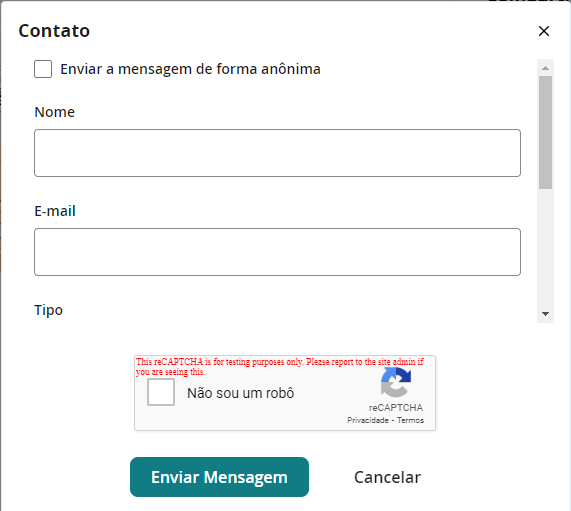 Contato
Enviar a mensagem de forma anônima
Nome
E-mail
Tipo
This reCAPTCHA is for testing purposes only. Please report to the site admin if
you are seeing this.
Não sou um robô
reCAPTCHA
Privacidade - Termos
Enviar Mensagem
Cancelar